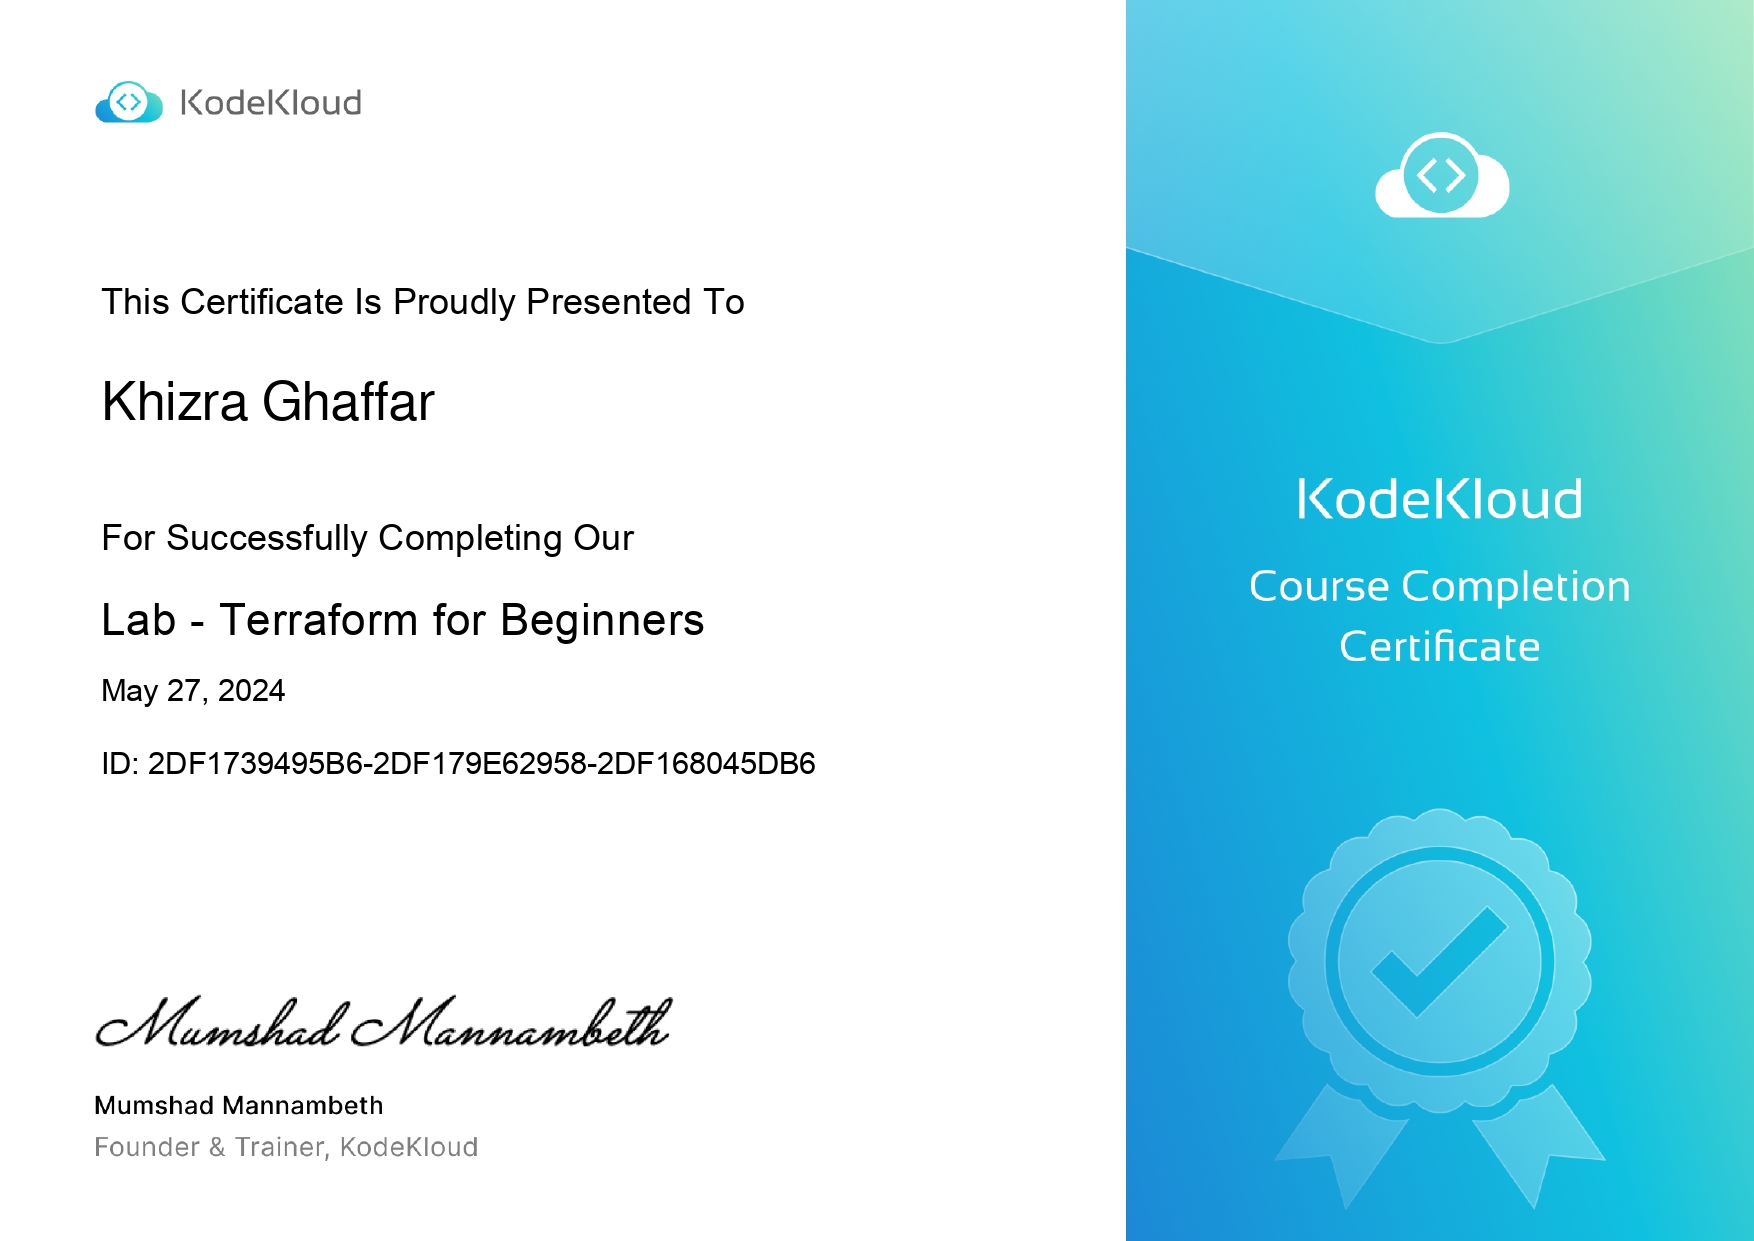 KodeKloud
This Certificate Is Proudly Presented To
Khizra Ghaffar
For Successfully Completing Our
Lab - Terraform for Beginners
May 27, 2024
ID: 2DF1739495B6-2DF179E62958-2DF168045DB6
Mumshad Mannambeth
Mumshad Mannambeth
Founder & Trainer, KodeKloud
KodeKloud
Course Completion
Certificate